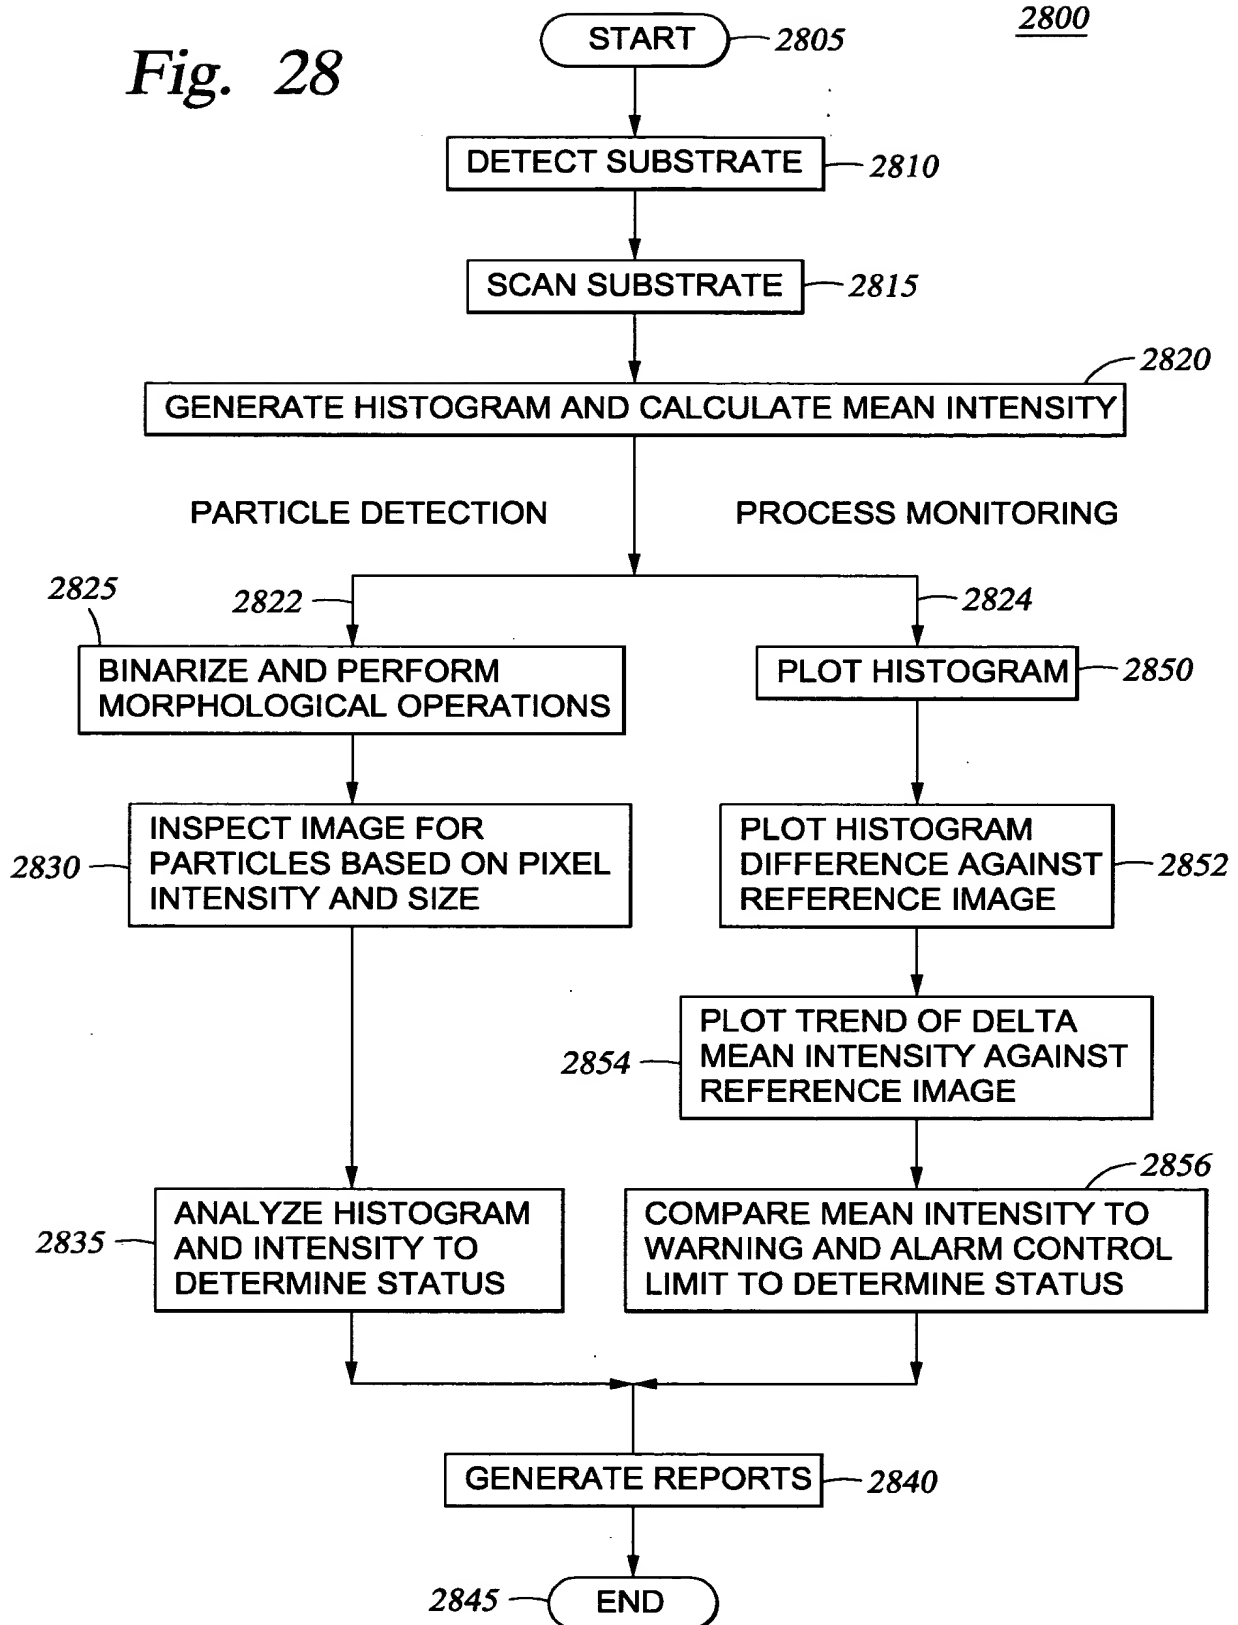 2800
START
2805
Fig. 28
DETECT SUBSTRATE
2810
SCAN SUBSTRATE
2815
2820
GENERATE HISTOGRAM AND CALCULATE MEAN INTENSITY
PARTICLE DETECTION
PROCESS MONITORING
2825
2822
2824
BINARIZE AND PERFORM
MORPHOLOGICAL OPERATIONS
PLOT HISTOGRAM
2850
INSPECT IMAGE FOR
PARTICLES BASED ON PIXEL
INTENSITY AND SIZE
2830
PLOT HISTOGRAM
DIFFERENCE AGAINST
REFERENCE IMAGE
2852
PLOT TREND OF DELTA
MEAN INTENSITY AGAINST
REFERENCE IMAGE
2854
2856
ANALYZE HISTOGRAM
AND INTENSITY TO
DETERMINE STATUS
2835
COMPARE MEAN INTENSITY TO
WARNING AND ALARM CONTROL
LIMIT TO DETERMINE STATUS
GENERATE REPORTS
2840
2845
END